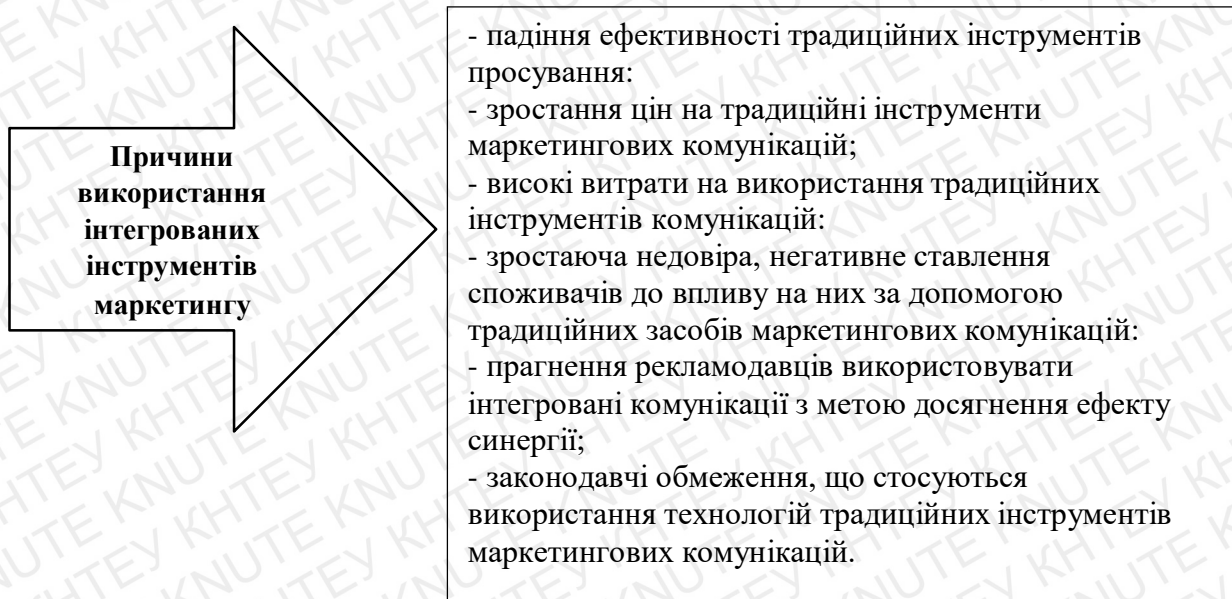 Причини
використання
інтегрованих
інструментів
маркетингу
- падіння ефективності традиційних інструментів
просування:
- зростання цін на традиційні інструменти
маркетингових комунікацій;
- високі витрати на використання традиційних
інструментів комунікацій:
- зростаюча недовіра, негативне ставлення
споживачів до впливу на них за допомогою
традиційних засобів маркетингових комунікацій:
- прагнення рекламодавців використовувати
інтегровані комунікації з метою досягнення ефекту
синергії;
- законодавчі обмеження, що стосуються
використання технологій традиційних інструментів
маркетингових комунікацій.